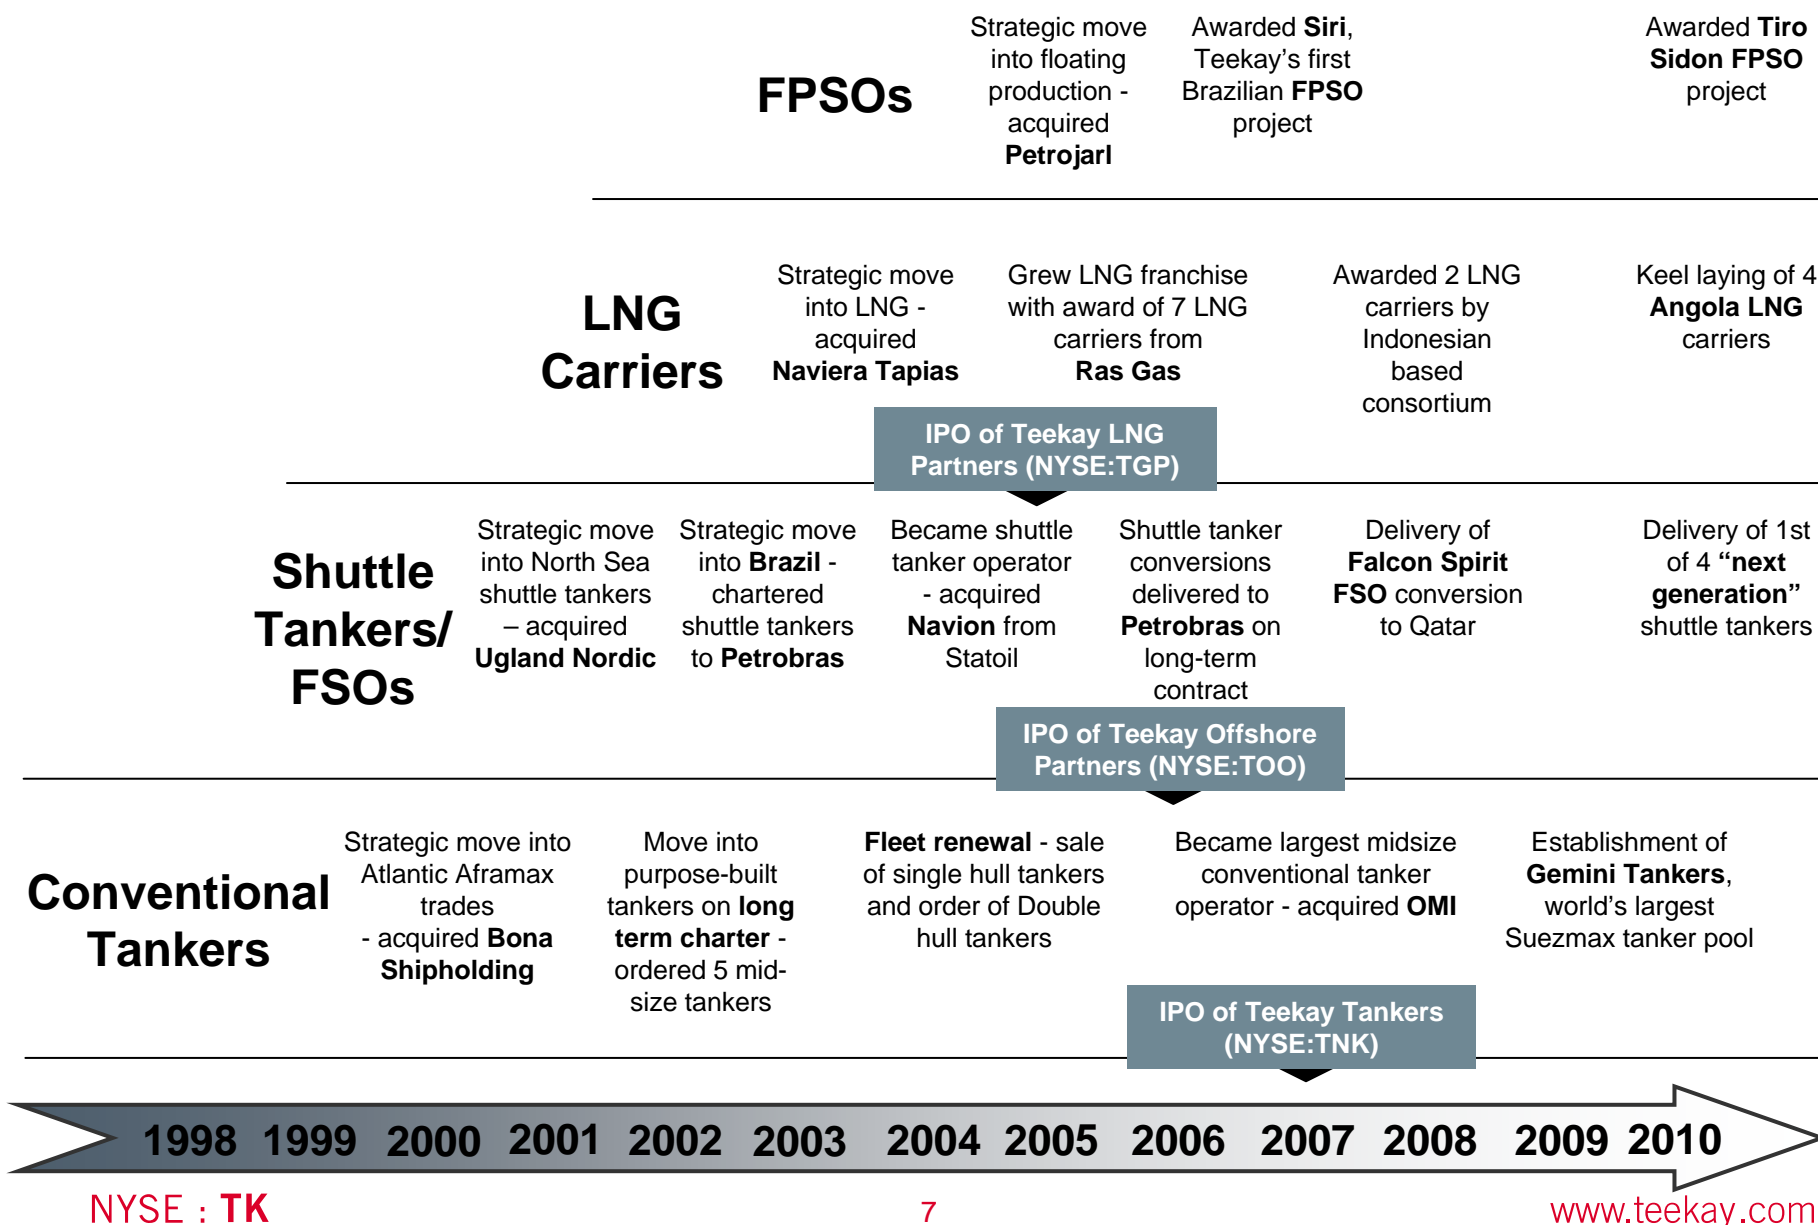 FPSOs
Strategic move
into floating
production -
acquired
Petrojarl
Awarded Siri,
Teekay’s first
Brazilian FPSO
project
Awarded Tiro
Sidon FPSO
project
LNG
Carriers
Strategic move
into LNG -
acquired
Naviera Tapias
Grew LNG franchise
with award of 7 LNG
carriers from
Ras Gas
Awarded 2 LNG
carriers by
Indonesian
based
consortium
Keel laying of 4
Angola LNG
carriers
IPO of Teekay LNG
Partners (NYSE:TGP)
Shuttle
Tankers/
FSOs
Strategic move
into North Sea
shuttle tankers
– acquired
Ugland Nordic
Strategic move
into Brazil -
chartered
shuttle tankers
to Petrobras
Became shuttle
tanker operator
- acquired
Navion from
Statoil
Shuttle tanker
conversions
delivered to
Petrobras on
long-term
contract
Delivery of
Falcon Spirit
FSO conversion
to Qatar
Delivery of 1st
of 4 “next
generation”
shuttle tankers
IPO of Teekay Offshore
Partners (NYSE:TOO)
Conventional
Tankers
Strategic move into
Atlantic Aframax
trades
- acquired Bona
Shipholding
Move into
purpose-built
tankers on long
term charter -
ordered 5 mid-
size tankers
Fleet renewal - sale
of single hull tankers
and order of Double
hull tankers
Became largest midsize
conventional tanker
operator - acquired OMI
Establishment of
Gemini Tankers,
world’s largest
Suezmax tanker pool
IPO of Teekay Tankers
(NYSE:TNK)
1998 1999 2000 2001 2002 2003 2004 2005 2006 2007 2008 2009 2010
NYSE : TK
7
www.teekay.com